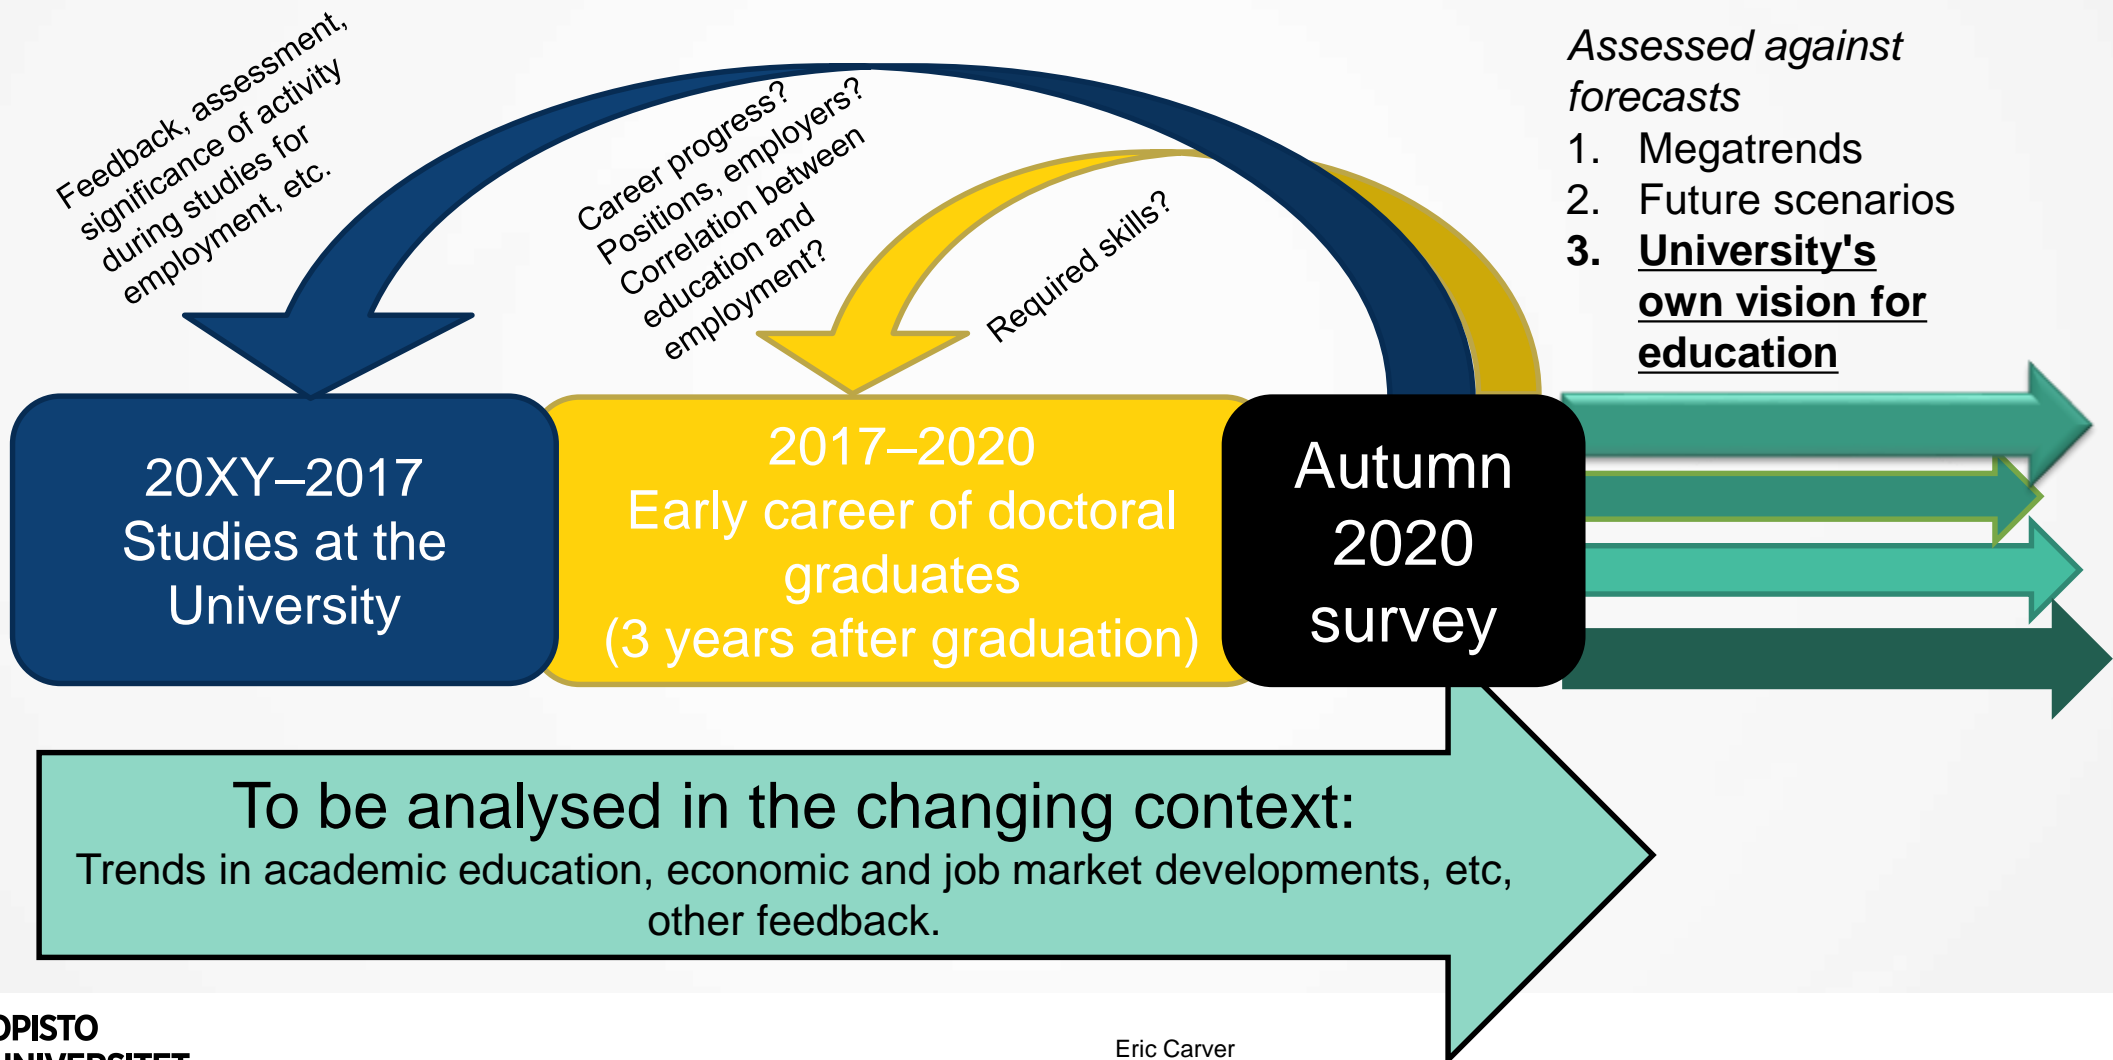 Feedback, assessment,
significance of activity
during studies for
employment, etc.
Career progress?
Positions, employers?
Correlation between
education and
employment?
Required skills?
Assessed against
forecasts
1. Megatrends
2. Future scenarios
3. University's
own vision for
education
20XY–2017
Studies at the
University
2017–2020
Early career of doctoral
graduates
(3 years after graduation)
Autumn
2020
survey
To be analysed in the changing context:
Trends in academic education, economic and job market developments, etc,
other feedback.
OPISTO
UNIVERSITET
Eric Carver